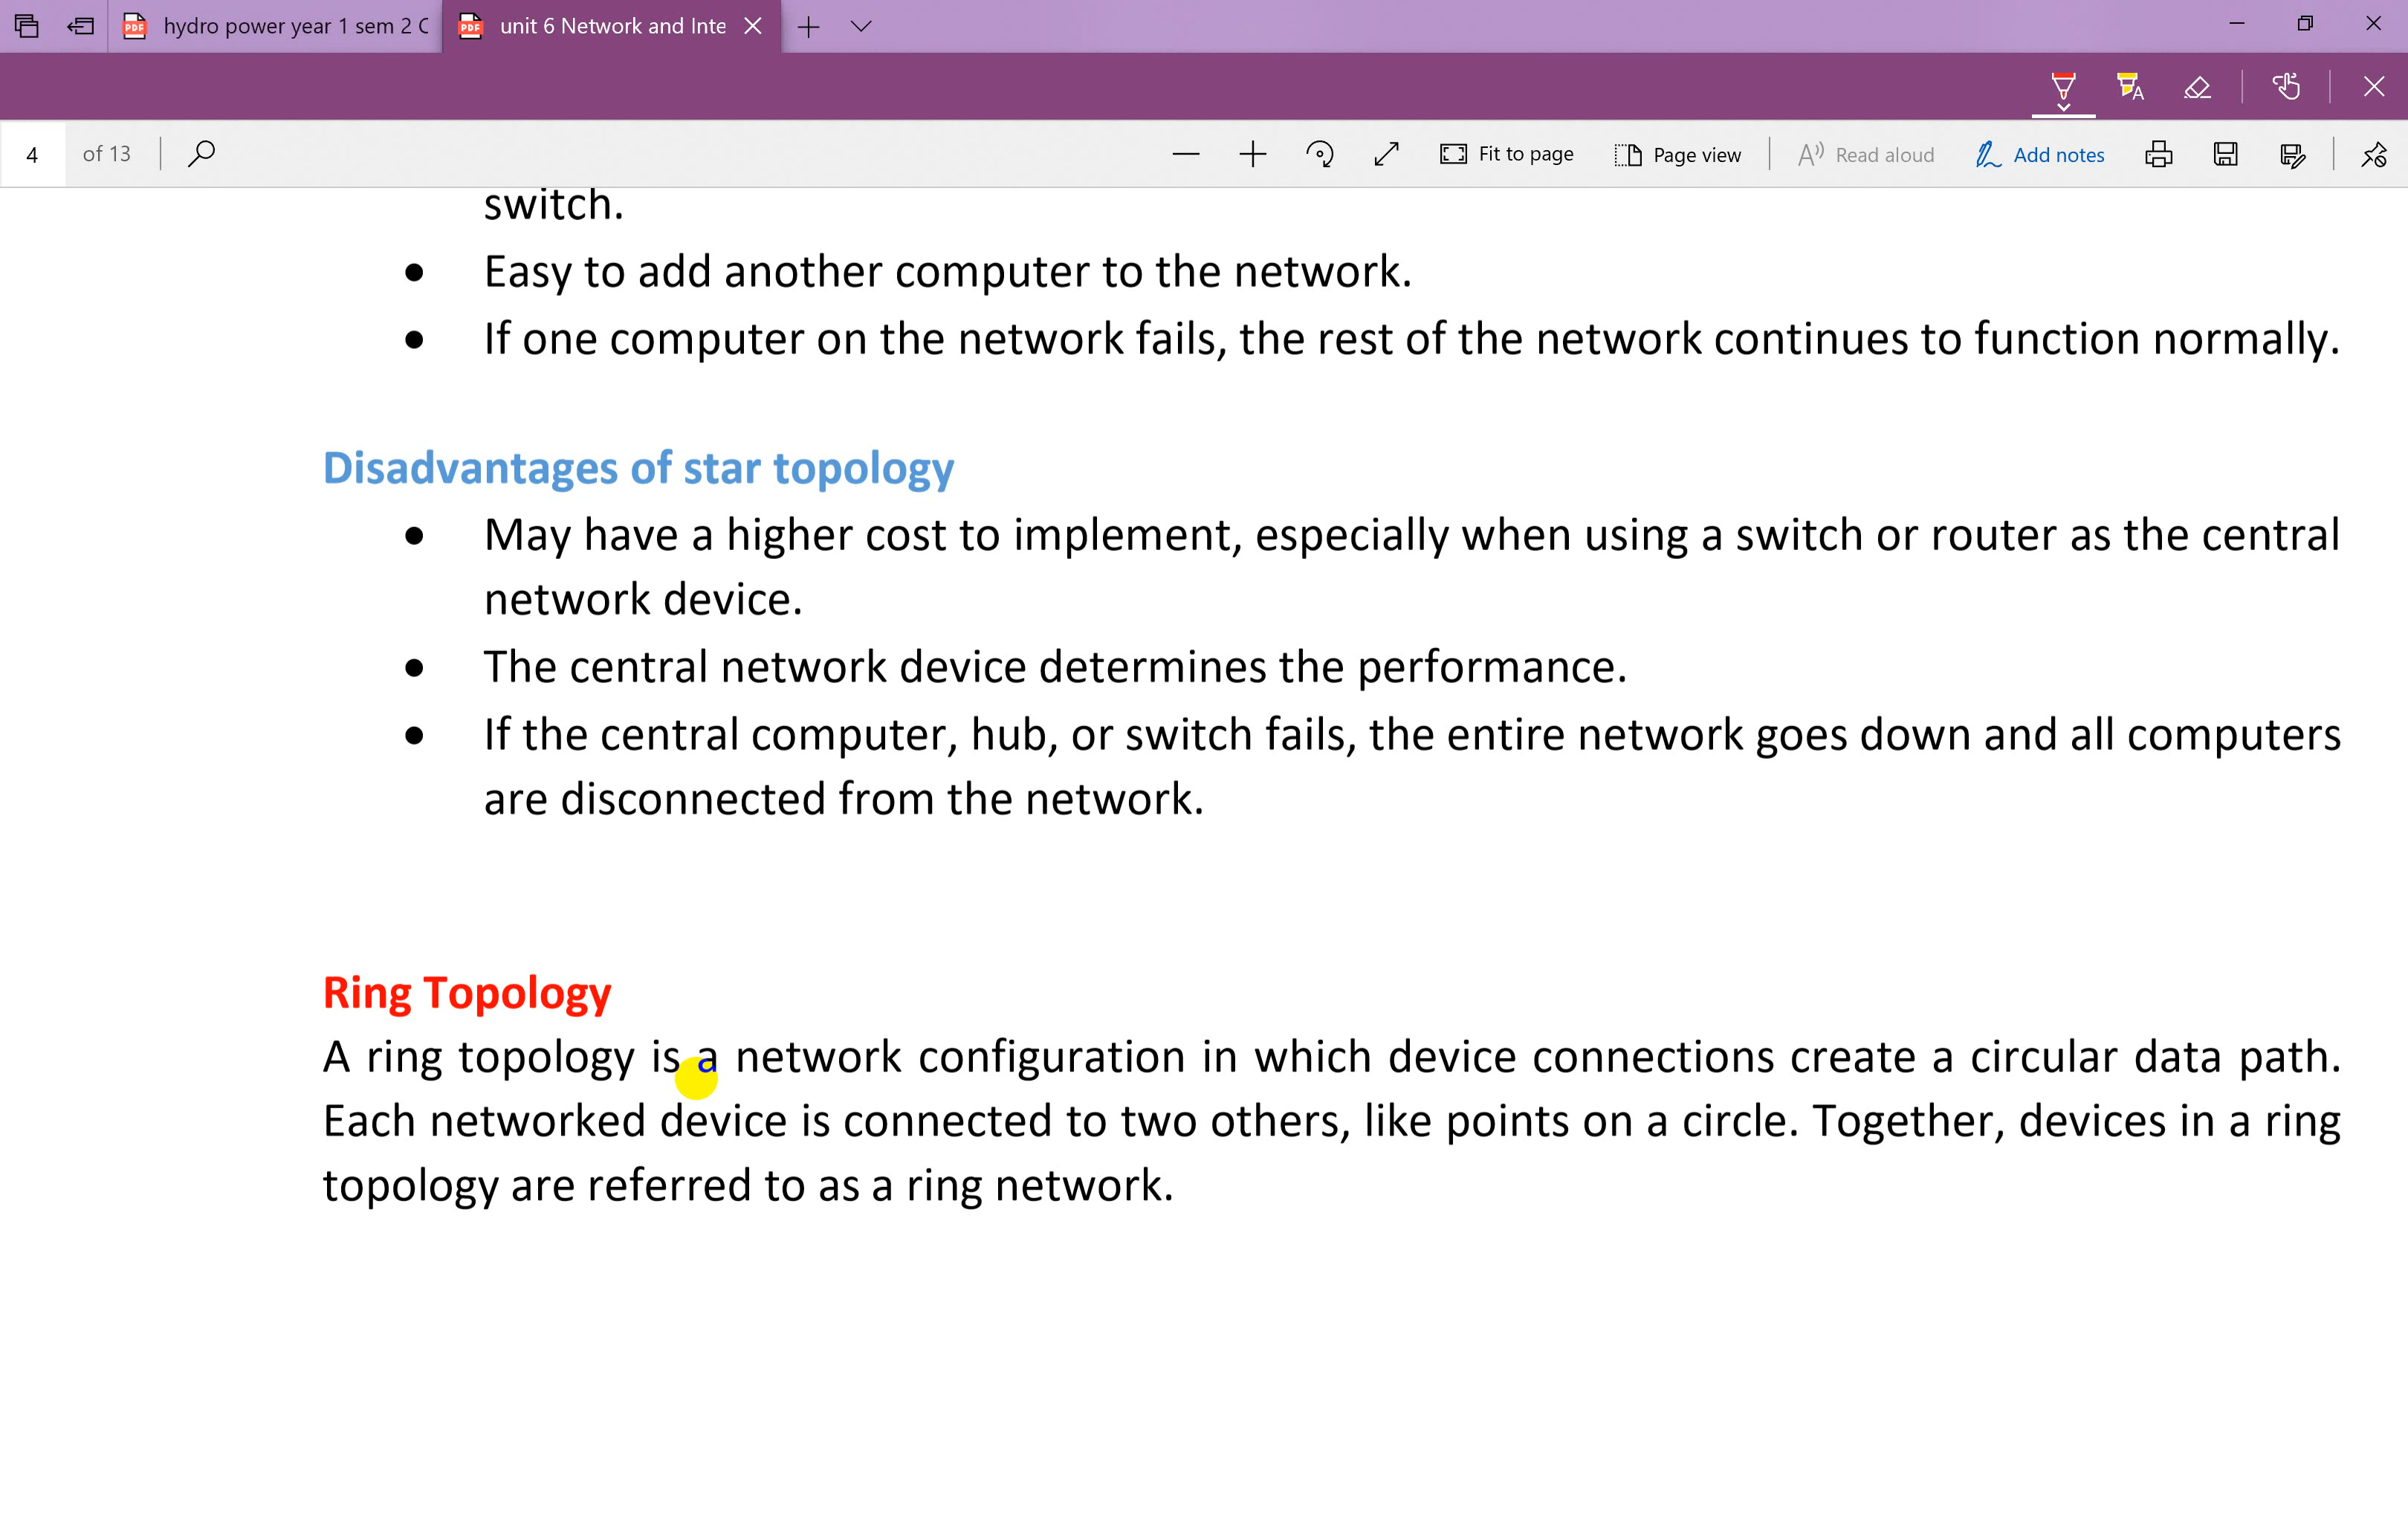 hydro power year 1 sem 2 C
unit 6 Network and Inte
4 of 13
Fit to page
Page view
Read aloud
Add notes
switch.
• Easy to add another computer to the network.
• If one computer on the network fails, the rest of the network continues to function normally.
Disadvantages of star topology
• May have a higher cost to implement, especially when using a switch or router as the central
network device.
• The central network device determines the performance.
• If the central computer, hub, or switch fails, the entire network goes down and all computers
are disconnected from the network.
Ring Topology
A ring topology is a network configuration in which device connections create a circular data path.
Each networked device is connected to two others, like points on a circle. Together, devices in a ring
topology are referred to as a ring network.